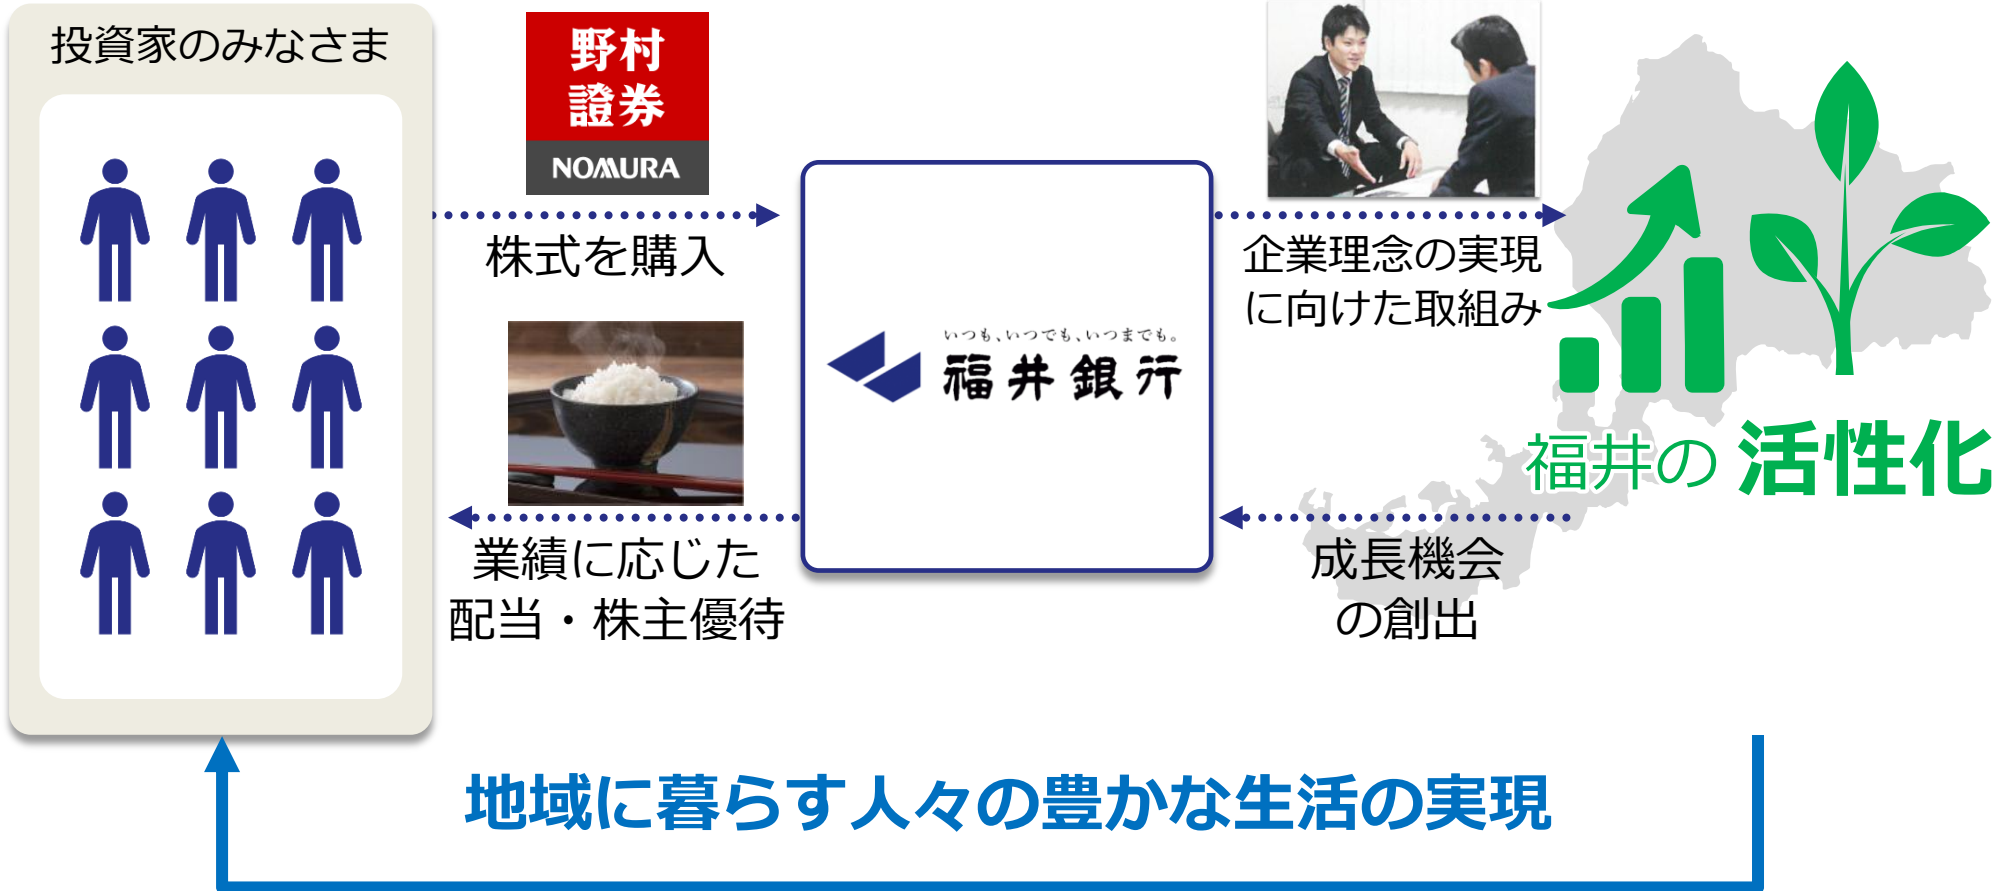 投資家のみなさま
野村
證券
NOMURA
株式を購入
業績に応じた
配当・株主優待
いつも、いつでも、いつまでも。
福井銀行
企業理念の実現
に向けた取組み
福井の 活性化
成長機会
の創出
地域に暮らす人々の豊かな生活の実現